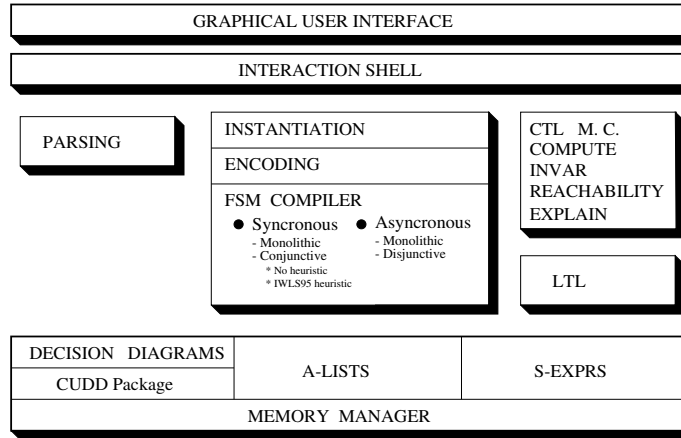 GRAPHICAL USER INTERFACE
INTERACTION SHELL
PARSING
INSTANTIATION
ENCODING
FSM COMPILER
● Syncronous
- Monolithic
- Conjunctive
* No heuristic
* IWLS95 heuristic
● Asyncronous
- Monolithic
- Disjunctive
CTL M. C.
COMPUTE
INVAR
REACHABILITY
EXPLAIN
LTL
DECISION DIAGRAMS
CUDD Package
A-LISTS
S-EXPRS
MEMORY MANAGER